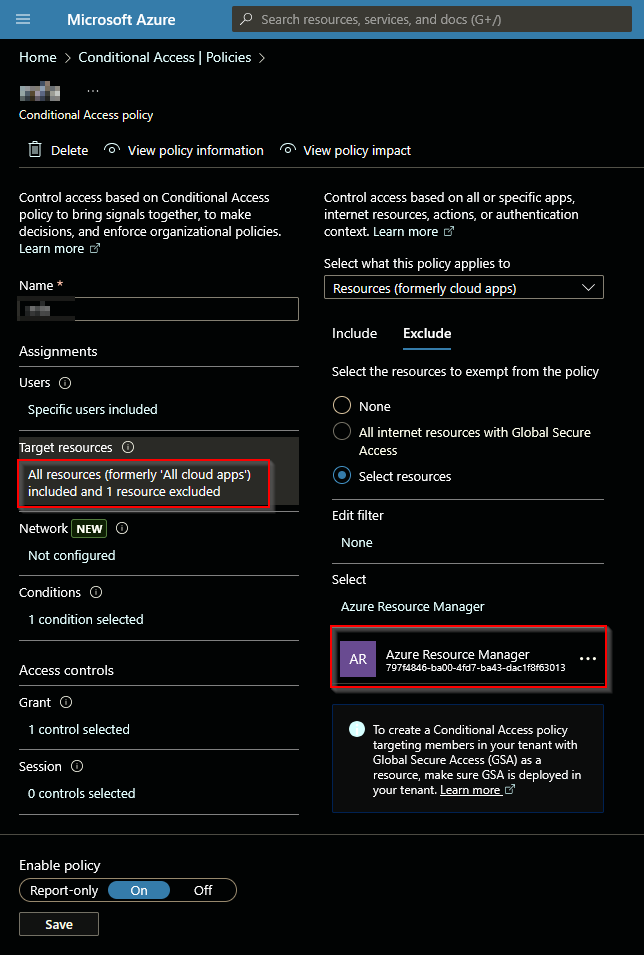 Microsoft Azure
Search resources, services, and docs (G+/)
Home > Conditional Access | Policies >
...
Conditional Access policy
Delete
View policy information
View policy impact
Control access based on Conditional Access
policy to bring signals together, to make
decisions, and enforce organizational policies.
Learn more
Name *
Assignments
Users
Specific users included
Target resources
All resources (formerly 'All cloud apps')
included and 1 resource excluded
Network NEW
Not configured
Conditions
1 condition selected
Access controls
Grant
1 control selected
Session
0 controls selected
Control access based on all or specific apps,
internet resources, actions, or authentication
context. Learn more
Select what this policy applies to
Resources (formerly cloud apps)
Include
Exclude
Select the resources to exempt from the policy
None
All internet resources with Global Secure
Access
Select resources
Edit filter
None
Select
Azure Resource Manager
AR
Azure Resource Manager
797f4846-ba00-4fd7-ba43-dac1f8f63013
...
To create a Conditional Access policy
targeting members in your tenant with
Global Secure Access (GSA) as a
resource, make sure GSA is deployed in
your tenant. Learn more
Enable policy
Report-only On Off
Save